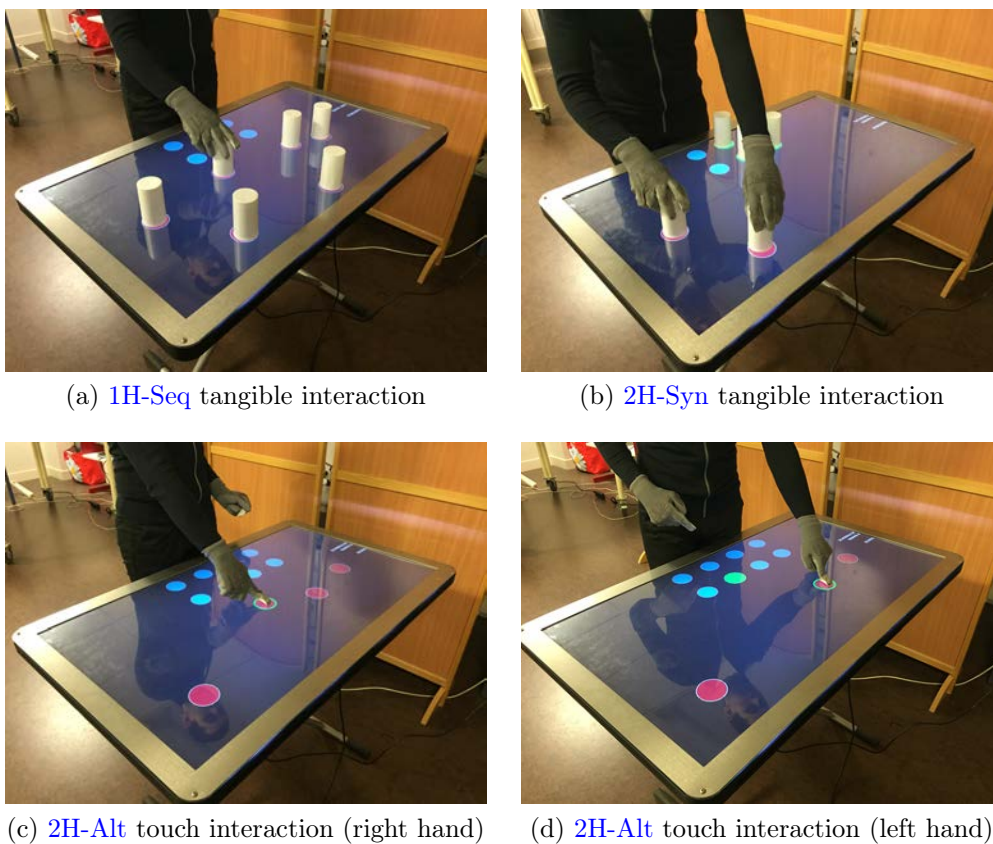 (a) 1H-Seq tangible interaction
(b) 2H-Syn tangible interaction
(c) 2H-Alt touch interaction (right hand)
(d) 2H-Alt touch interaction (left hand)